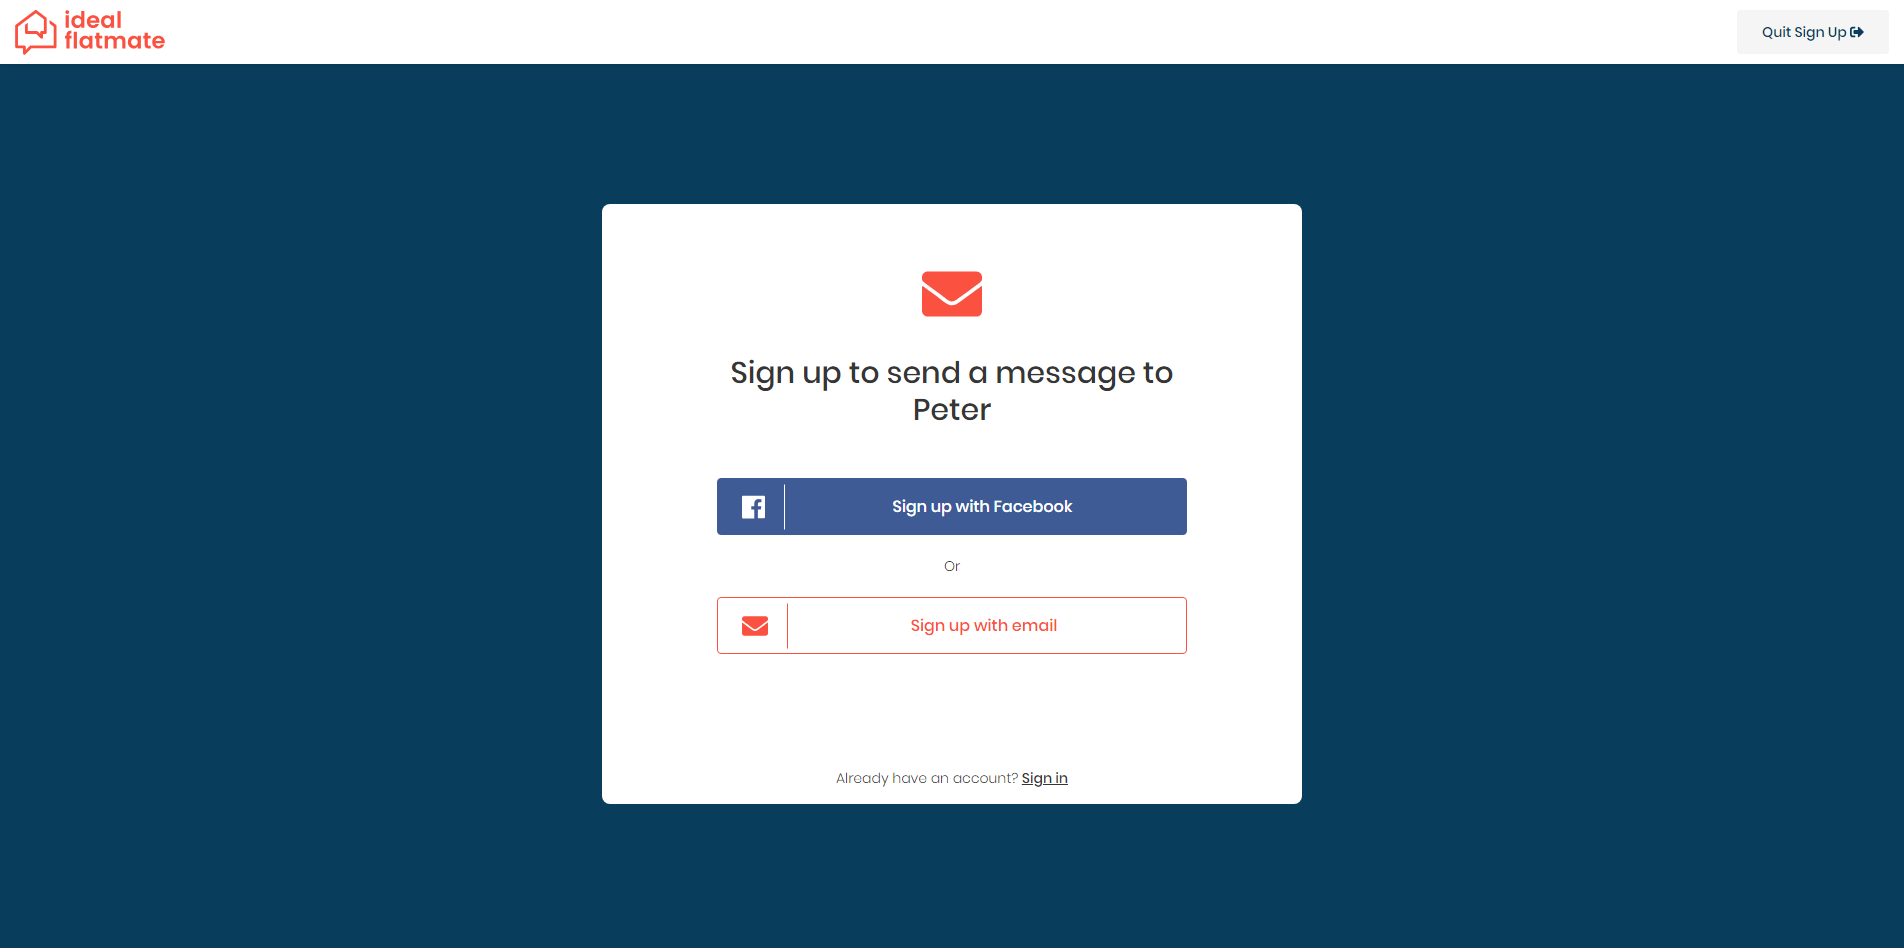 ideal
flatmate
Quit Sign Up
Sign up to send a message to
Peter
Sign up with Facebook
Or
Sign up with email
Already have an account? Sign in